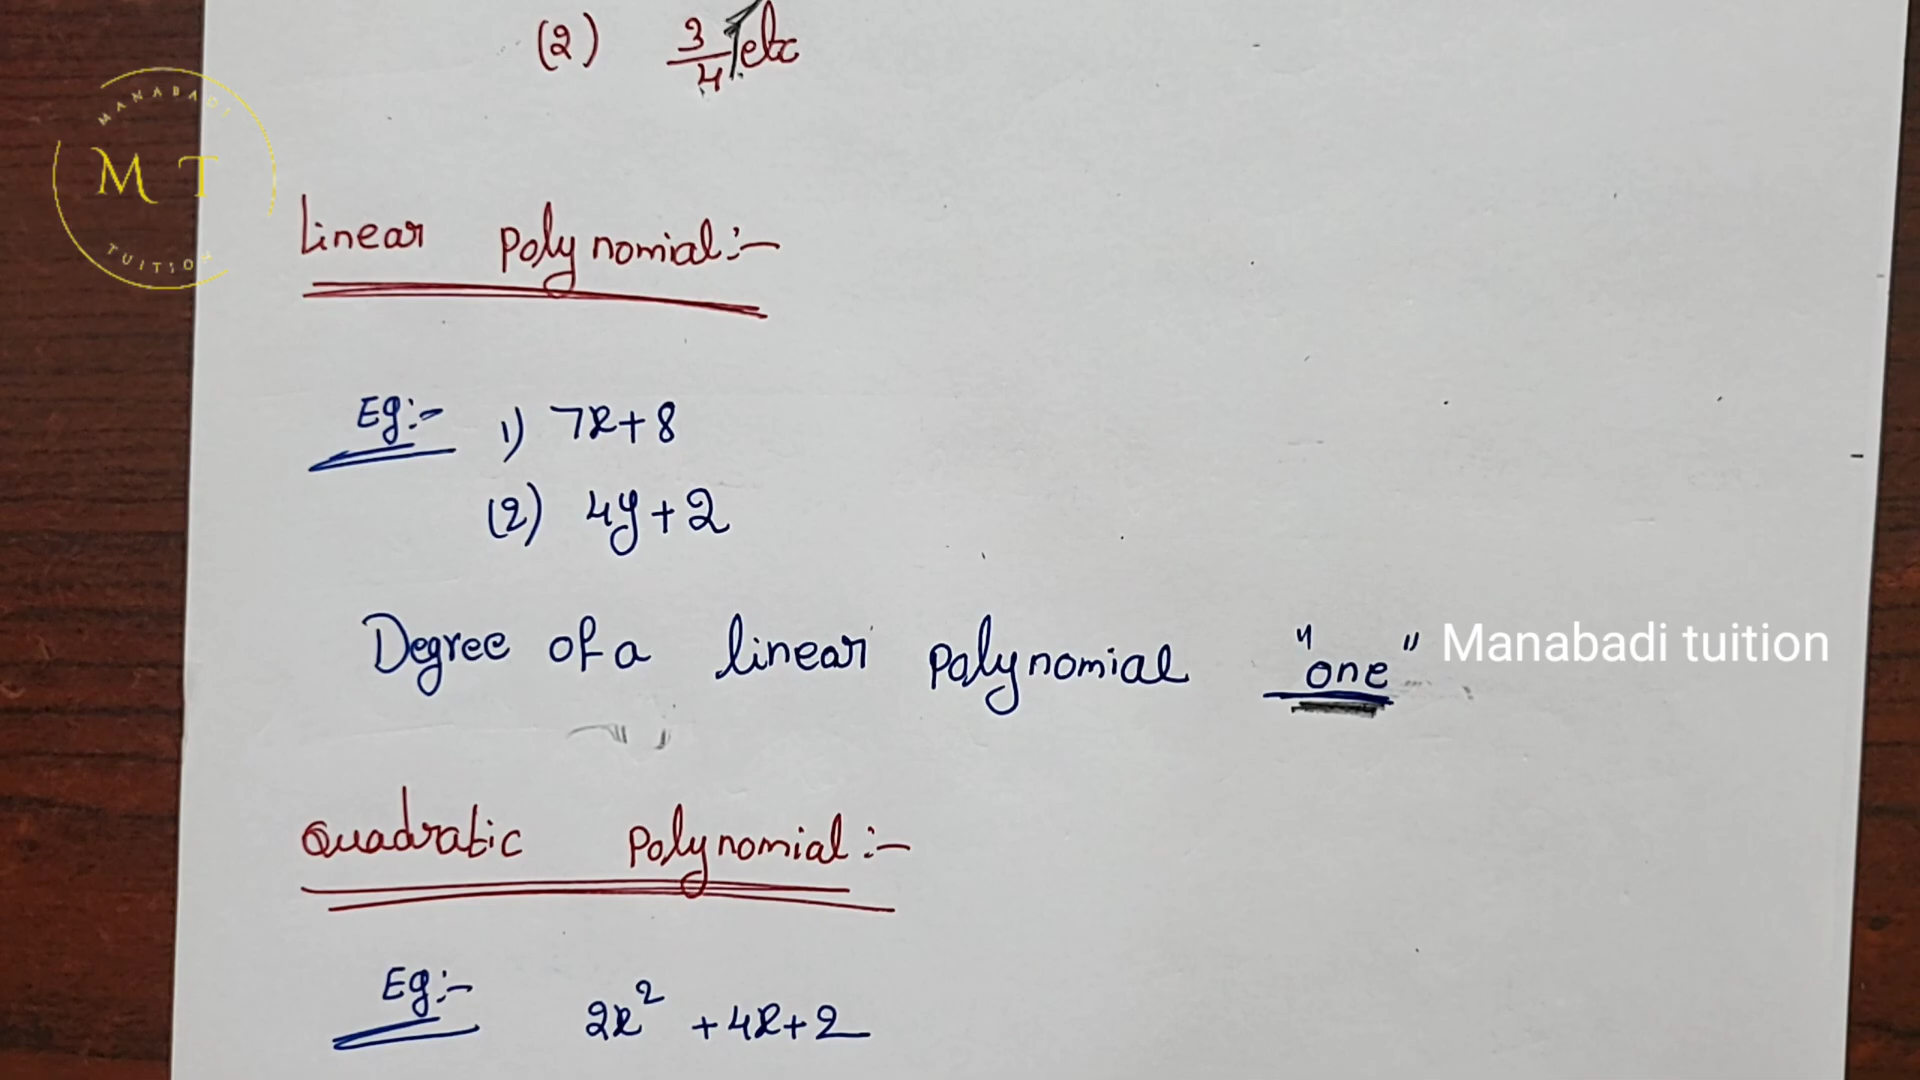 (2) 3/4, etc
MANABADI
M T
TUITION
Linear Polynomial:-
Eg:- 1) 7x+8
(2) 4y+2
Degree of a linear polynomial "one"
Manabadi tuition
Quadratic Polynomial:-
Eg:- 2x² +4x+2